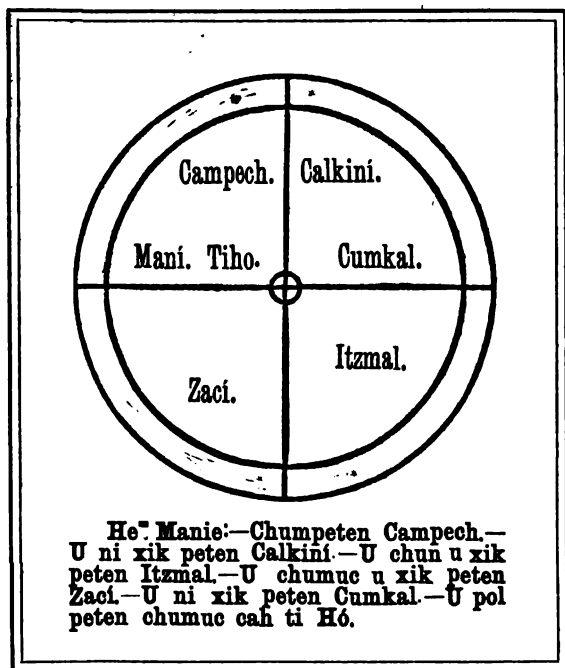 Campech. Calkiní.
Maní. Tiho. Cumkal.
Itzmal.
Zací.
He⁼. Manie:—Chumpeten Campech.—
U ni xik peten Calkiní.—U chun u xik
peten Itzmal.—U chumuc u xik peten
Zací.—U ni xik peten Cumkal.—U pol
peten chumuc cah ti Hó.